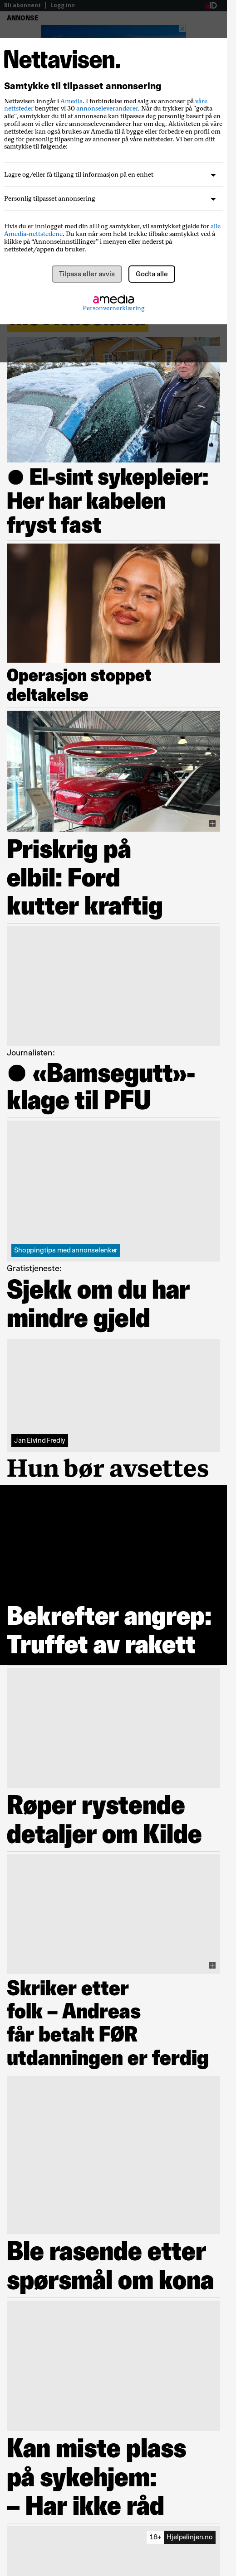 Bli abonnent | Logg inn
ANNONSE
Nettavisen.
Samtykke til tilpasset annonsering
Nettavisen inngår i Amedia. I forbindelse med salg av annonser på våre
nettsteder benytter vi 30 annonseleverandører. Når du trykker på "godta
alle", samtykker du til at annonsene kan tilpasses deg personlig basert på en
profil av hvilke interesser annonseleverandører har om deg. Aktiviteten på våre
nettsteder kan også brukes av Amedia til å bygge eller forbedre en profil om
deg for personlig tilpasning av annonser på våre nettsteder. Vi ber om ditt
samtykke til følgende:
Lagre og/eller få tilgang til informasjon på en enhet
Personlig tilpasset annonsering
Hvis du er innlogget med din aID og samtykker, vil samtykket gjelde for alle
Amedia-nettstedene. Du kan når som helst trekke tilbake samtykket ved å
klikke på "Annonseinnstillinger" i menyen eller nederst på
nettstedet/appen du bruker.
Tilpass eller avvis
Godta alle
amedia
Personvernerklæring
● El-sint sykepleier:
Her har kabelen
fryst fast
Operasjon stoppet
deltakelse
Priskrig på
elbil: Ford
kutter kraftig
Journalisten:
● «Bamsegutt»-
klage til PFU
Shoppingtips med annonselenker
Gratistjeneste:
Sjekk om du har
mindre gjeld
Jan Eivind Fredly
Hun bør avsettes
Bekrefter angrep:
Truffet av rakett
Røper rystende
detaljer om Kilde
Skriker etter
folk – Andreas
får betalt FØR
utdanningen er ferdig
Ble rasende etter
spørsmål om kona
Kan miste plass
på sykehjem:
– Har ikke råd
18+ Hjelpelinjen.no